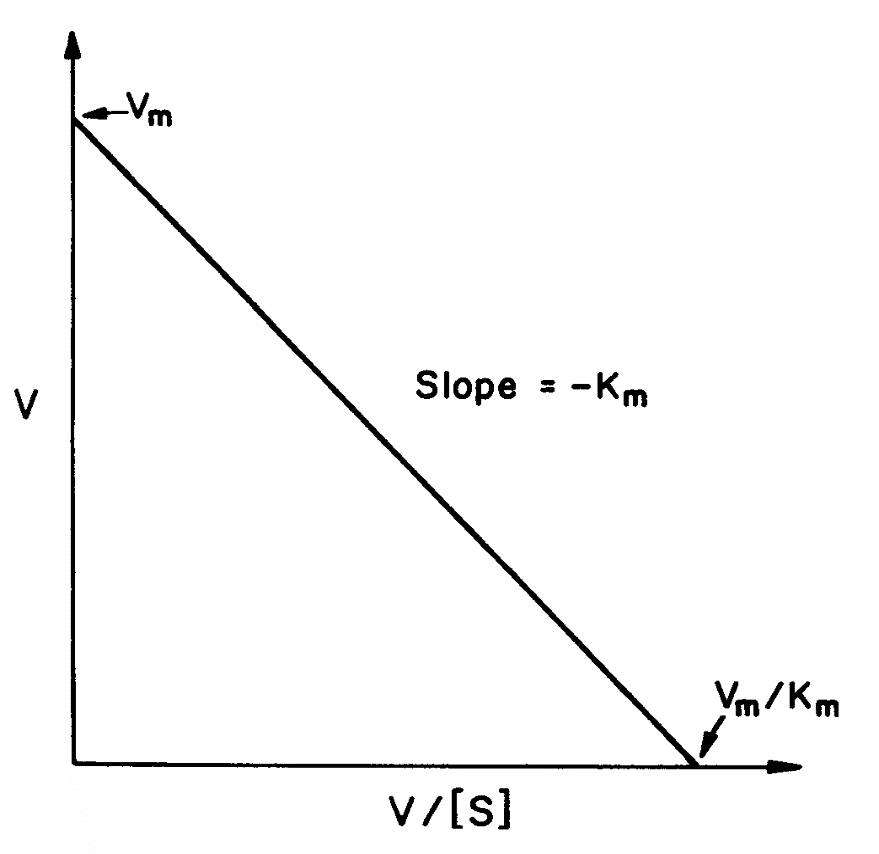 Vm
V
Slope = -Km
Vm/Km
V/[S]